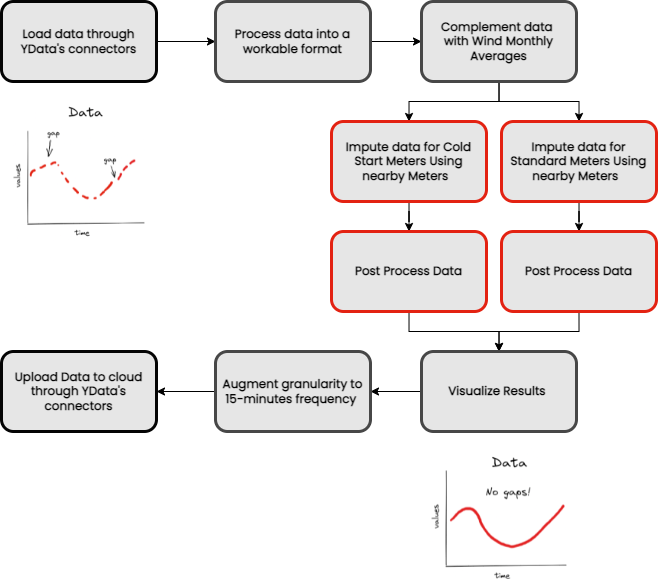 Load data through
YData's connectors
Process data into a
workable format
Complement data
with Wind Monthly
Averages
Data
gap
gap
values
time
Impute data for Cold
Start Meters Using
nearby Meters
Impute data for
Standard Meters Using
nearby Meters
Post Process Data
Post Process Data
Upload Data to cloud
through YData's
connectors
Augment granularity to
15-minutes frequency
Visualize Results
Data
No gaps!
values
time